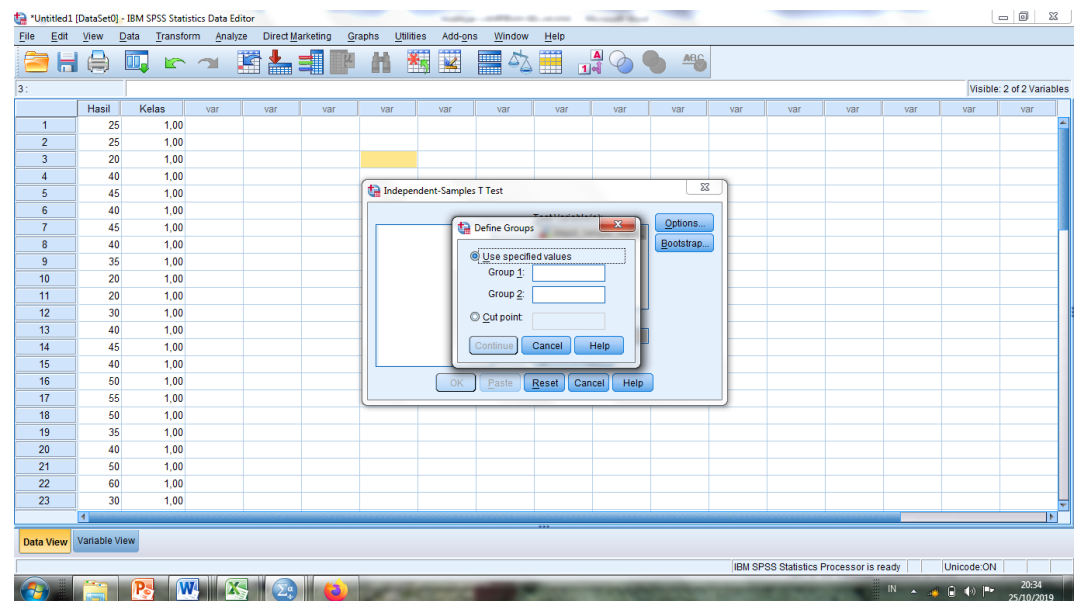 *Untitled1 [DataSet0] - IBM SPSS Statistics Data Editor
File Edit View Data Transform Analyze Direct Marketing Graphs Utilities Add-ons Window Help
3 :
Visible: 2 of 2 Variables
Hasil Kelas var var var var var var var var var var var var var var var
1 25 1,00
2 25 1,00
3 20 1,00
4 40 1,00
5 45 1,00
6 40 1,00
7 45 1,00
8 40 1,00
9 35 1,00
10 20 1,00
11 20 1,00
12 30 1,00
13 40 1,00
14 45 1,00
15 40 1,00
16 50 1,00
17 55 1,00
18 50 1,00
19 35 1,00
20 40 1,00
21 50 1,00
22 60 1,00
23 30 1,00
Independent-Samples T Test
Options...
Bootstrap...
Define Groups
Use specified values
Group 1:
Group 2:
Cut point:
Continue Cancel Help
OK Paste Reset Cancel Help
Data View Variable View
IBM SPSS Statistics Processor is ready Unicode:ON
IN 20:34
25/10/2019